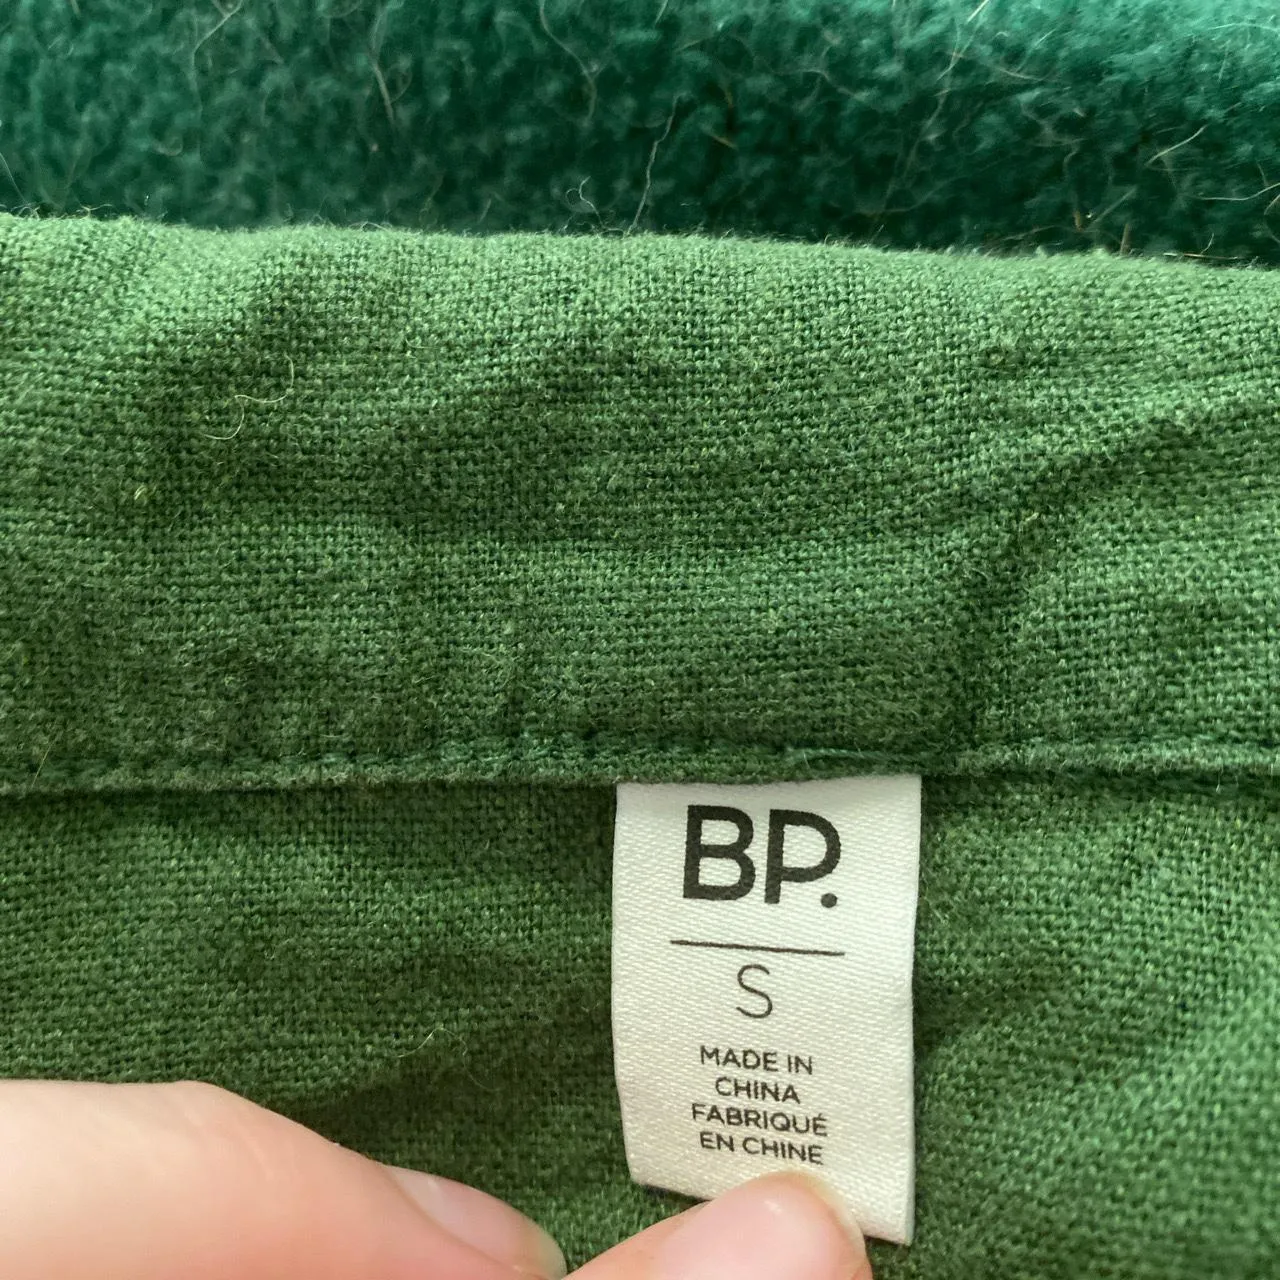 BP.
S
MADE IN
CHINA
FABRIQUÉ
EN CHINE